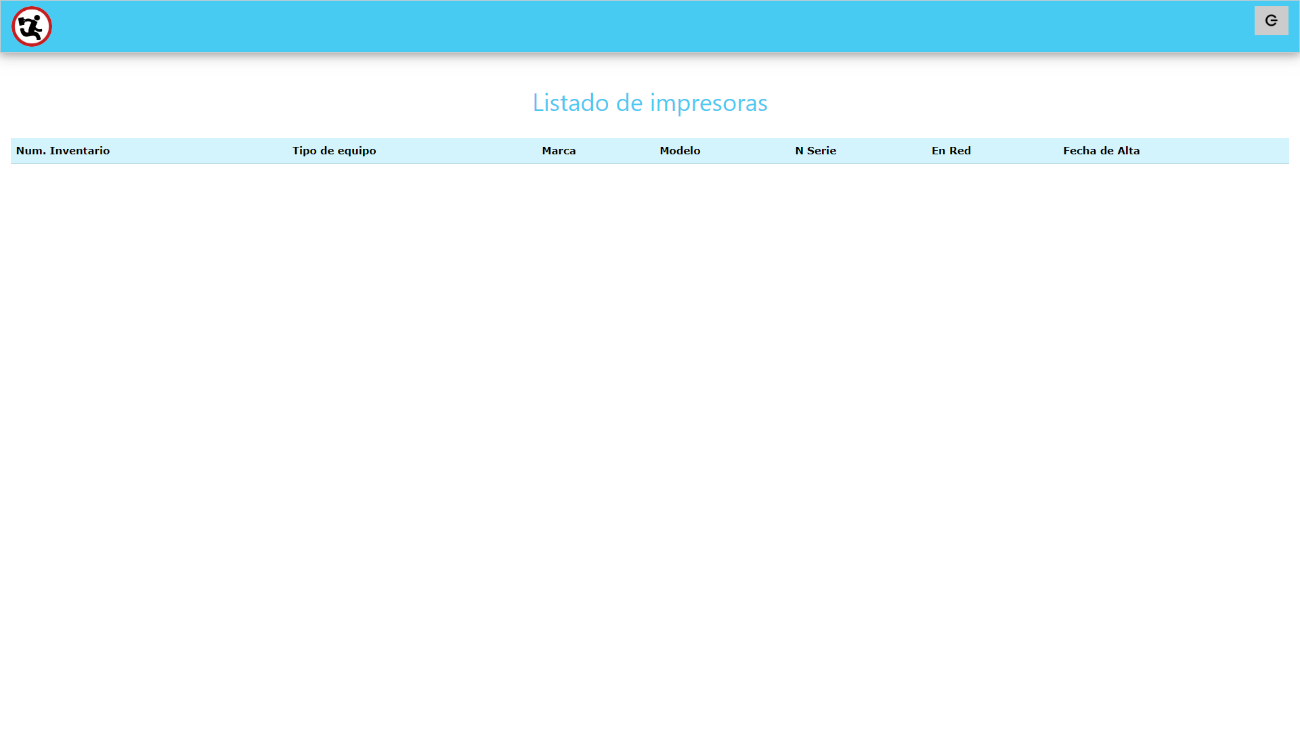 Listado de impresoras
Num. Inventario Tipo de equipo Marca Modelo N Serie En Red Fecha de Alta